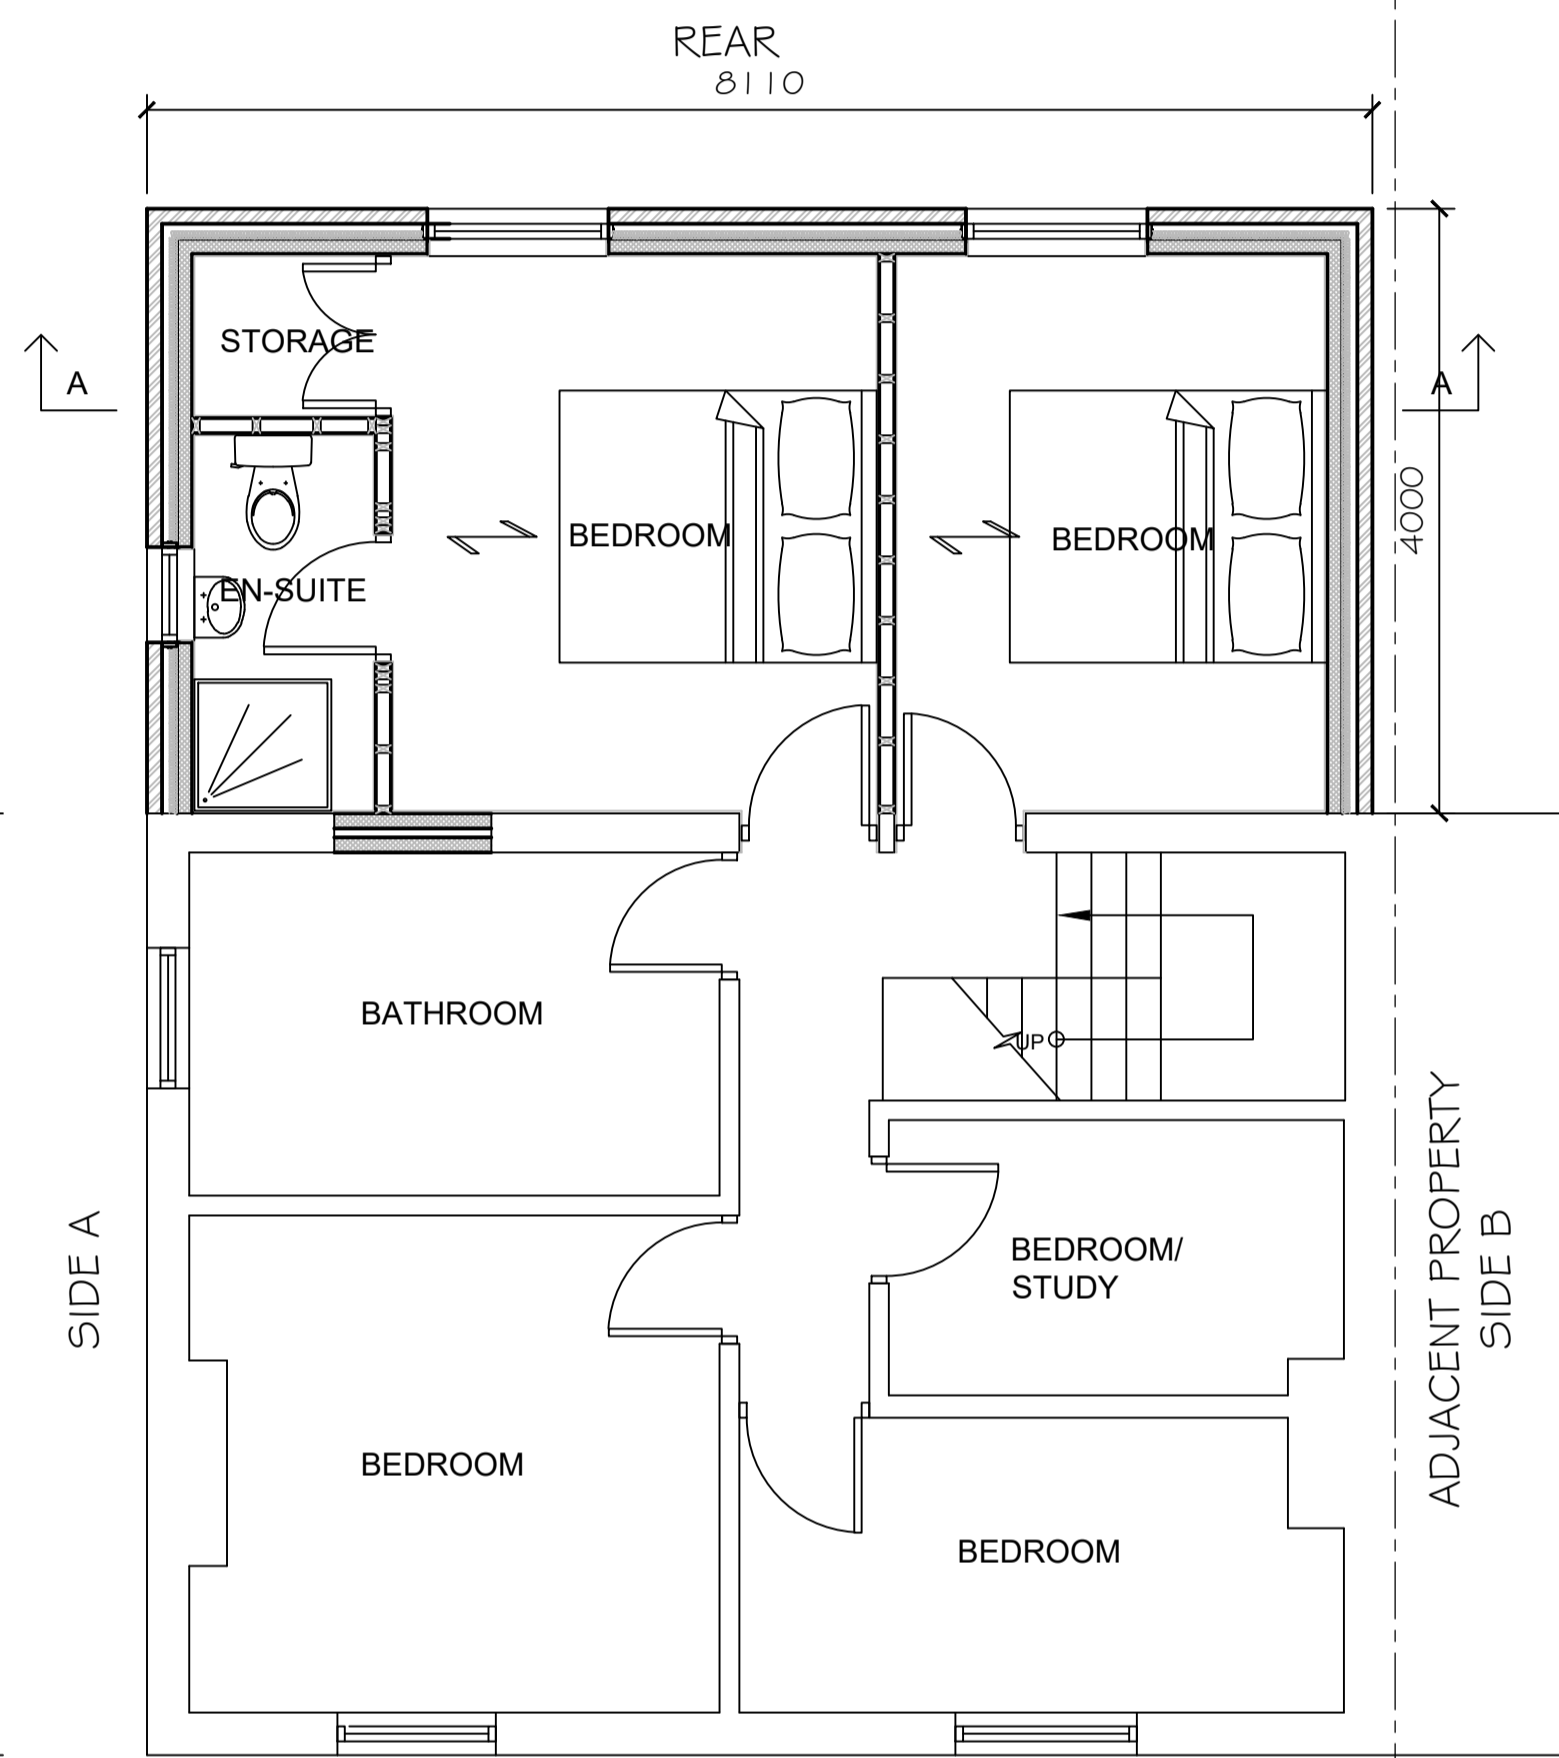 REAR
8110
STORAGE
A
A
4000
BEDROOM
BEDROOM
EN-SUITE
BATHROOM
UP
SIDE A
BEDROOM/
STUDY
ADJACENT PROPERTY
SIDE B
BEDROOM
BEDROOM